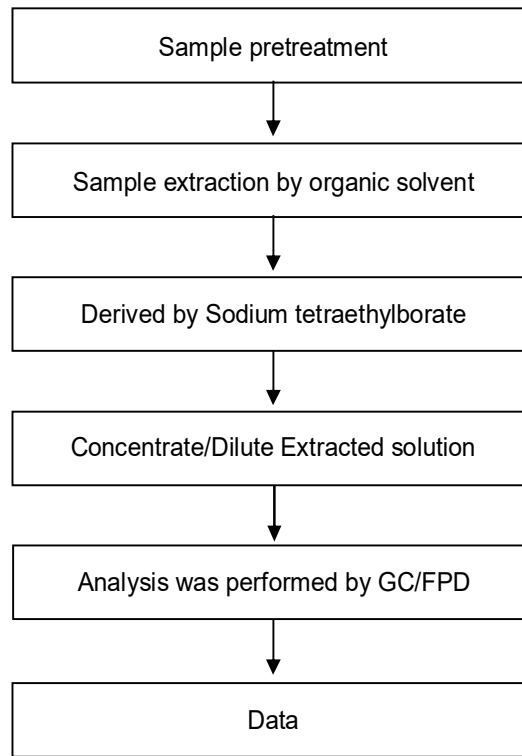 Sample pretreatment
Sample extraction by organic solvent
Derived by Sodium tetraethylborate
Concentrate/Dilute Extracted solution
Analysis was performed by GC/FPD
Data